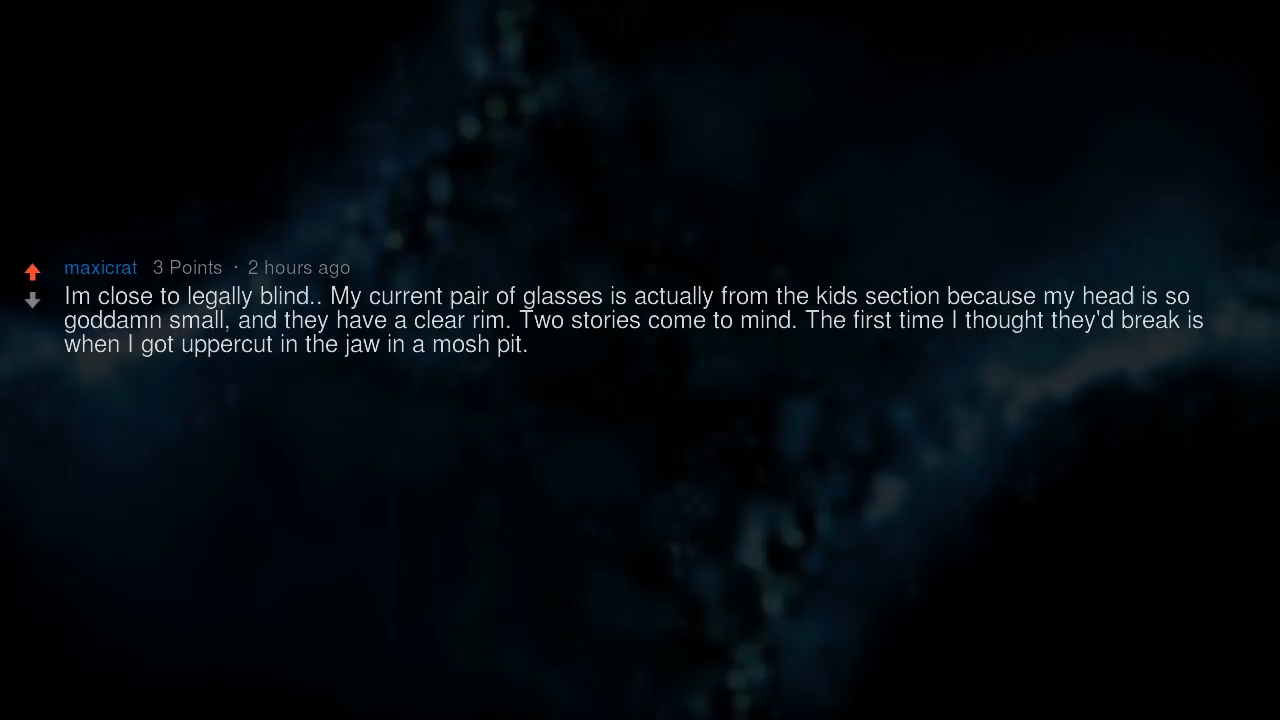 maxicrat 3 Points · 2 hours ago
Im close to legally blind.. My current pair of glasses is actually from the kids section because my head is so
goddamn small, and they have a clear rim. Two stories come to mind. The first time I thought they'd break is
when I got uppercut in the jaw in a mosh pit.